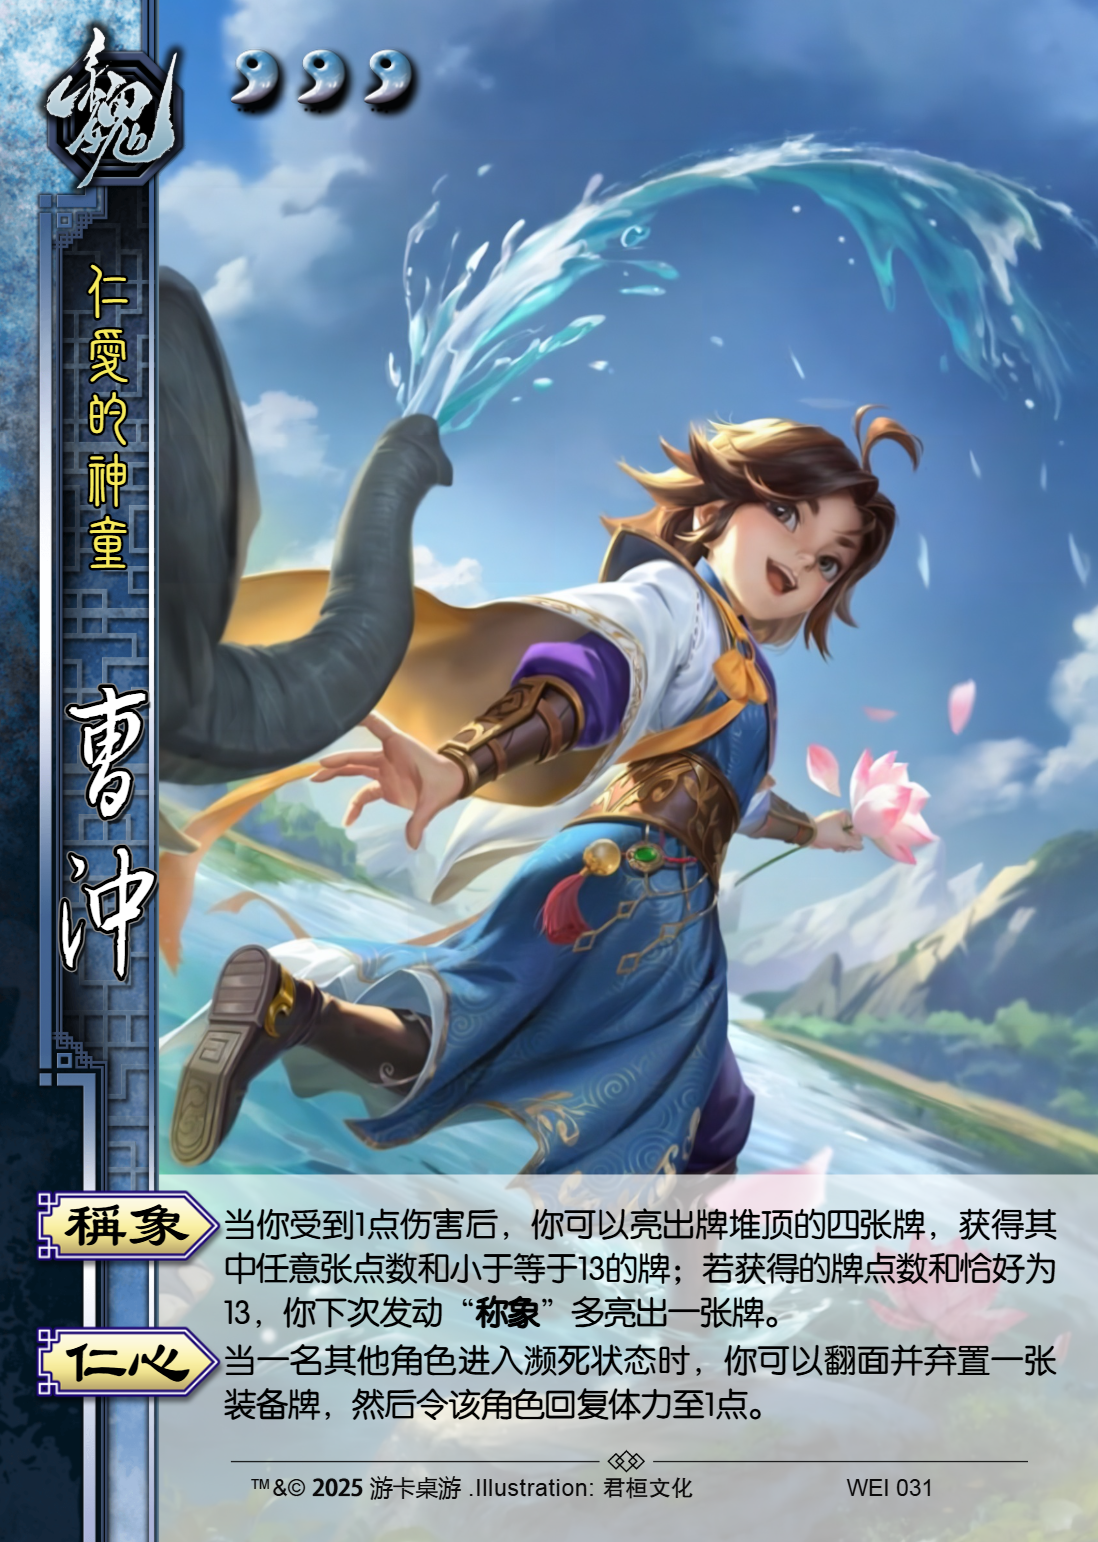 魏
仁愛的神童
曹沖
稱象
当你受到1点伤害后，你可以亮出牌堆顶的四张牌，获得其
中任意张点数和小于等于13的牌；若获得的牌点数和恰好为
13，你下次发动“称象”多亮出一张牌。
仁心
当一名其他角色进入濒死状态时，你可以翻面并弃置一张
装备牌，然后令该角色回复体力至1点。
™&© 2025 游卡桌游 .Illustration: 君桓文化
WEI 031